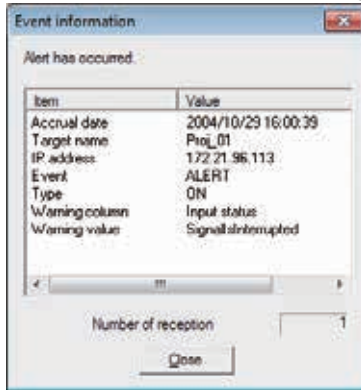 Event information
Alert has occurred.
Item Value
Accrual date 2004/10/29 16:00:39
Target name Proj_01
IP address 172.21.96.113
Event ALERT
Type ON
Warning column Input status
Warning value SignalIsInterrupted
Number of reception 1
Close